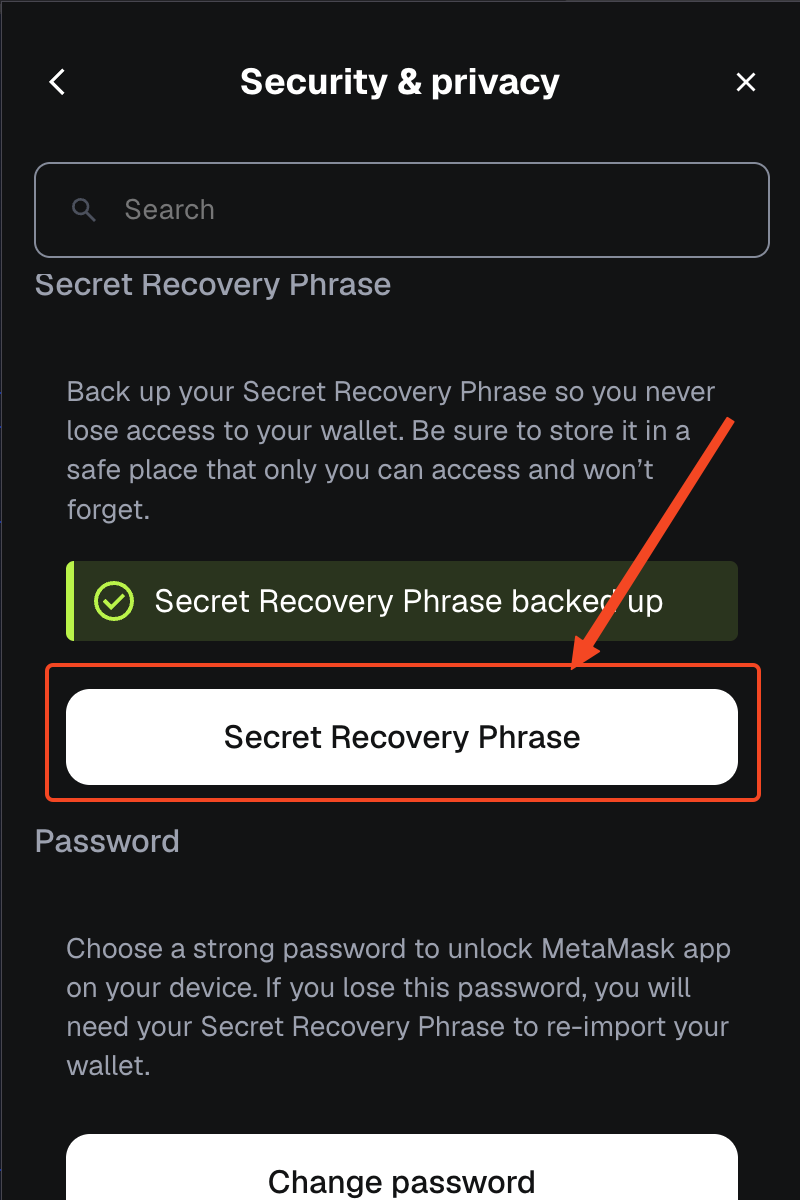 Security & privacy
Search
Secret Recovery Phrase
Back up your Secret Recovery Phrase so you never
lose access to your wallet. Be sure to store it in a
safe place that only you can access and won’t
forget.
Secret Recovery Phrase backed up
Secret Recovery Phrase
Password
Choose a strong password to unlock MetaMask app
on your device. If you lose this password, you will
need your Secret Recovery Phrase to re-import your
wallet.
Change password